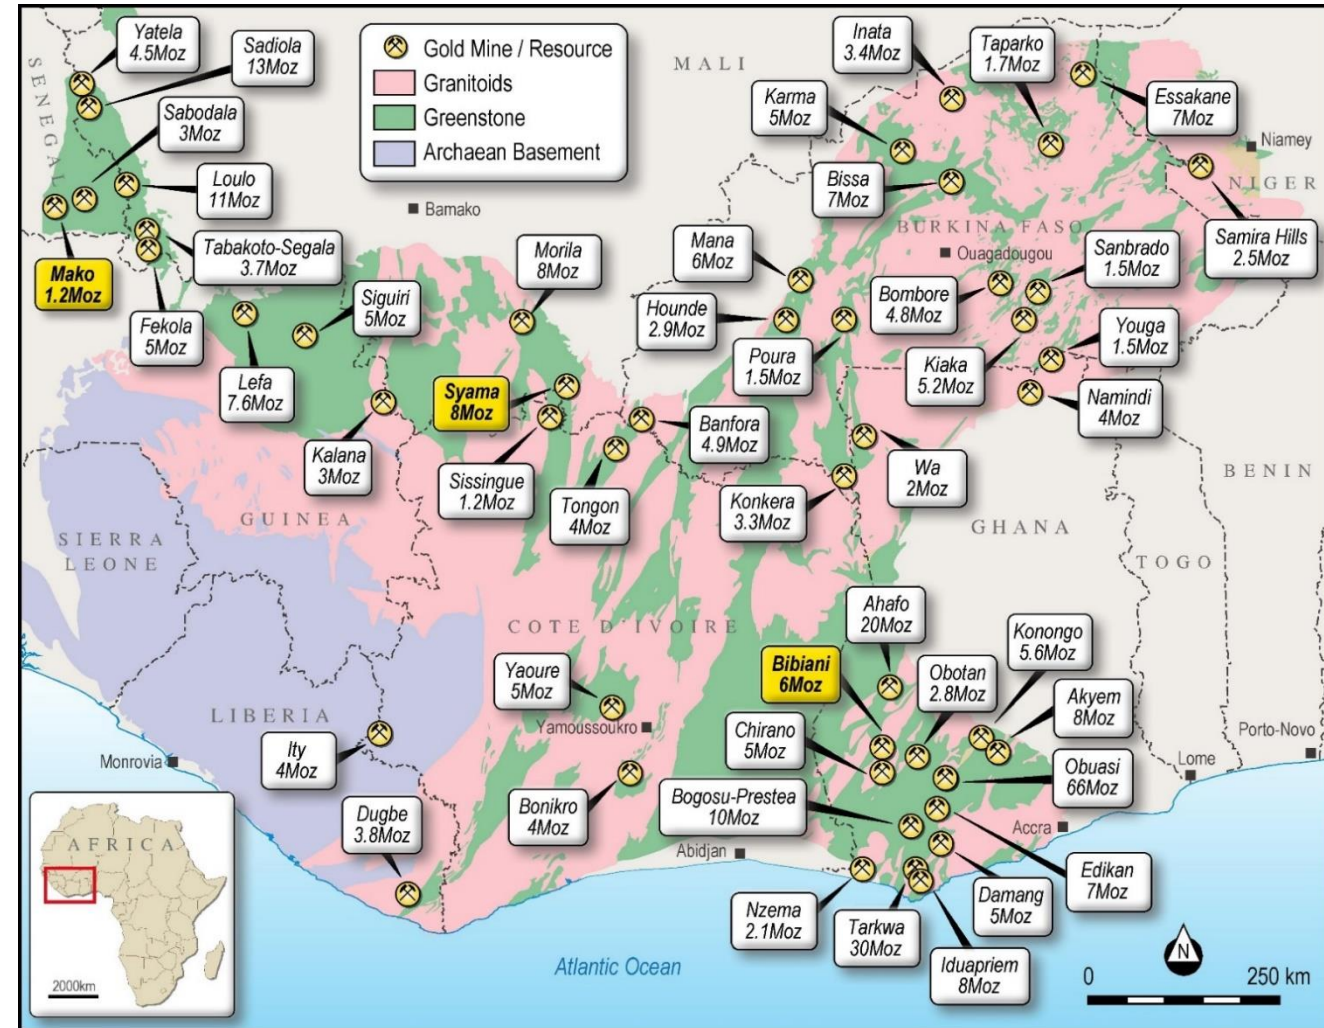 Yatela
4.5Moz
Sadiola
13Moz
Sabodala
3Moz
Loulo
11Moz
Mako
1.2Moz
Tabakoto-Segala
3.7Moz
Fekola
5Moz
SENEGAL
Gold Mine / Resource
Granitoids
Greenstone
Archaean Basement
Bamako
MALI
Inata
3.4Moz
Taparko
1.7Moz
Essakane
7Moz
Karma
5Moz
Bissa
7Moz
Niamey
NIGER
Samira Hills
2.5Moz
BURKINA FASO
Ouagadougou
Mana
6Moz
Hounde
2.9Moz
Poura
1.5Moz
Bombore
4.8Moz
Sanbrado
1.5Moz
Kiaka
5.2Moz
Youga
1.5Moz
Namindi
4Moz
Morila
8Moz
Siguiri
5Moz
Lefa
7.6Moz
Kalana
3Moz
Syama
8Moz
Sissingue
1.2Moz
Tongon
4Moz
Banfora
4.9Moz
Konkera
3.3Moz
Wa
2Moz
GUINEA
SIERRA
LEONE
GHANA
TOGO
BENIN
COTE D'IVOIRE
LIBERIA
Monrovia
Ity
4Moz
Dugbe
3.8Moz
Yaoure
5Moz
Yamoussoukro
Bonikro
4Moz
Abidjan
Ahafo
20Moz
Bibiani
6Moz
Obotan
2.8Moz
Konongo
5.6Moz
Akyem
8Moz
Chirano
5Moz
Obuasi
66Moz
Bogosu-Prestea
10Moz
Edikan
7Moz
Damang
5Moz
Nzema
2.1Moz
Tarkwa
30Moz
Iduapriem
8Moz
Accra
Lome
Porto-Novo
Atlantic Ocean
AFRICA
2000km
N
0 250 km